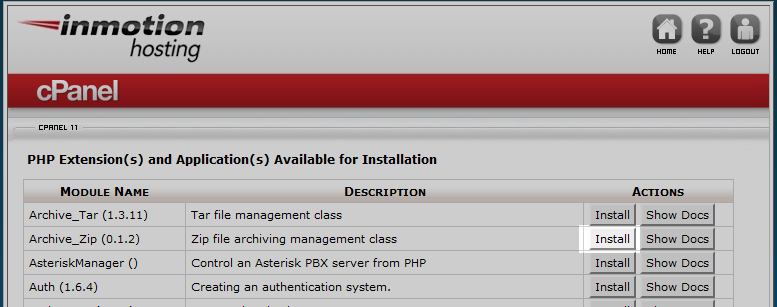 inmotion
hosting
HOME HELP LOGOUT
cPanel
CPANEL 11
PHP Extension(s) and Application(s) Available for Installation
MODULE NAME DESCRIPTION ACTIONS
Archive_Tar (1.3.11) Tar file management class Install Show Docs
Archive_Zip (0.1.2) Zip file archiving management class Install Show Docs
AsteriskManager () Control an Asterisk PBX server from PHP Install Show Docs
Auth (1.6.4) Creating an authentication system. Install Show Docs